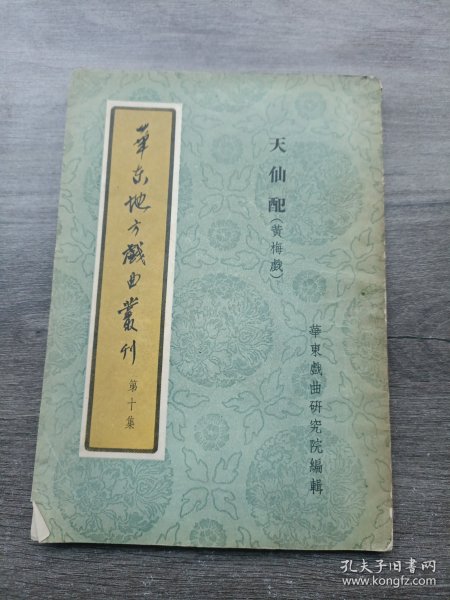 天仙配(黄梅戲)
華東戲曲研究院編輯
華东地方戲曲叢刊
第十集
孔夫子旧书网
www.kongfz.com